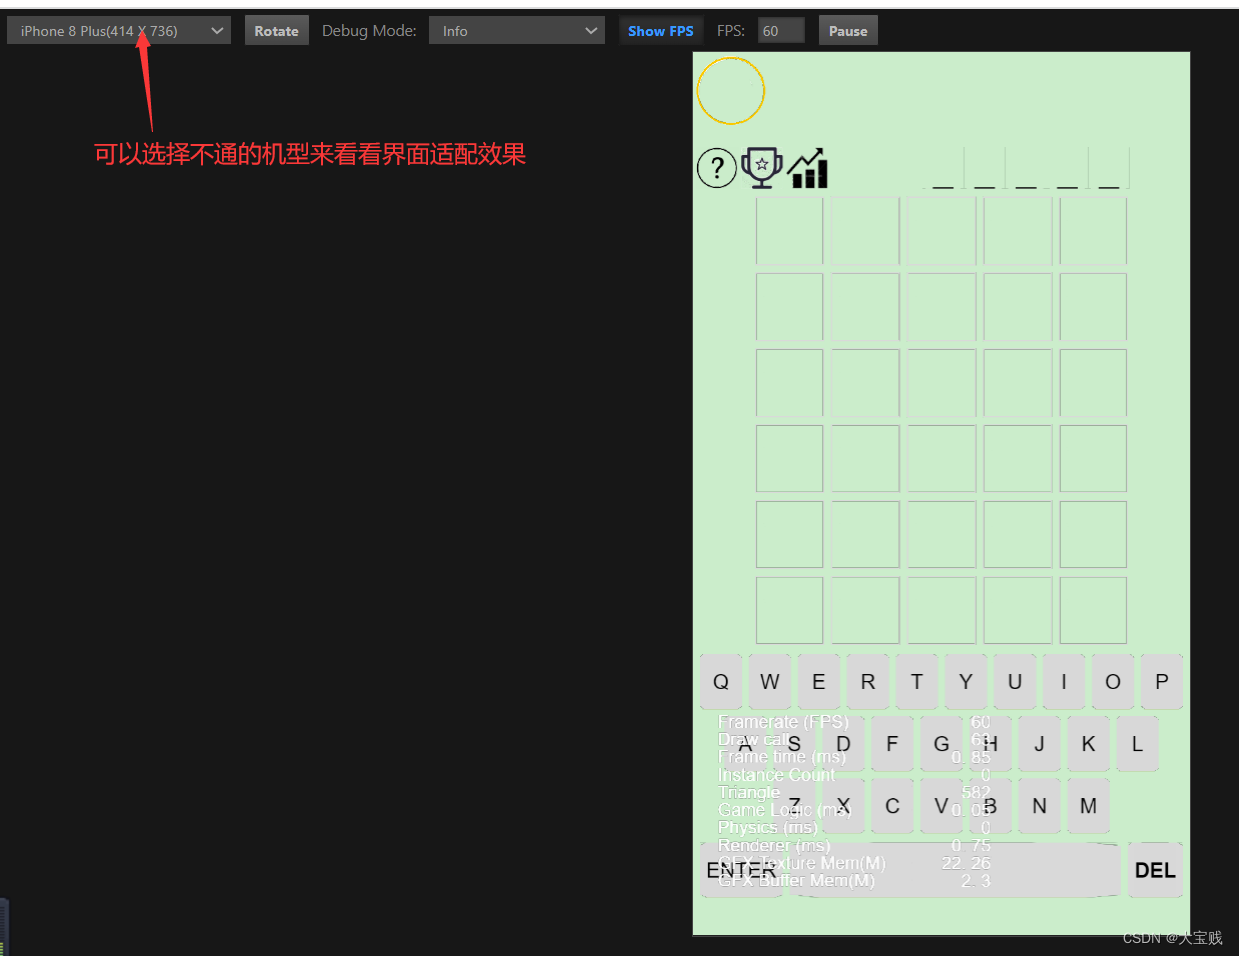 iPhone 8 Plus(414 X 736)
Rotate
Debug Mode:
Info
Show FPS
FPS:
60
Pause
可以选择不通的机型来看看界面适配效果
?
Q W E R T Y U I O P
A S D F G H J K L
Z X C V B N M
ENTER
DEL
Framerate (FPS) 60
Draw call 63
Frame time (ms) 0.85
Instance Count 0
Triangle 582
Game Logic (ms)
Physics (ms) 0
Renderer (ms) 0.75
GFX Texture Mem(M) 22.26
GFX Buffer Mem(M) 2.3
CSDN @大宝贱